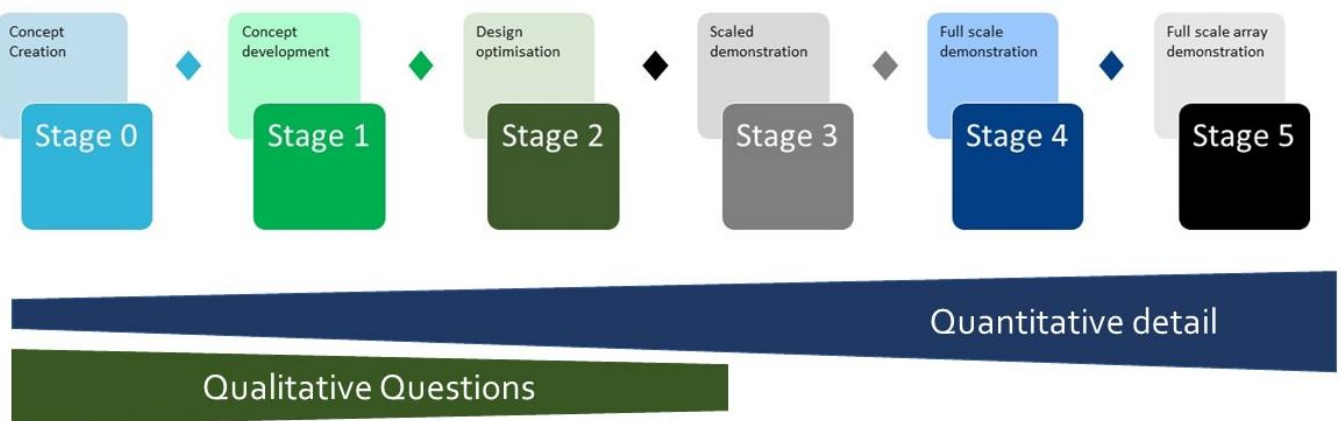 Concept
Creation
Stage 0
Concept
development
Stage 1
Design
optimisation
Stage 2
Scaled
demonstration
Stage 3
Full scale
demonstration
Stage 4
Full scale array
demonstration
Stage 5
Quantitative detail
Qualitative Questions